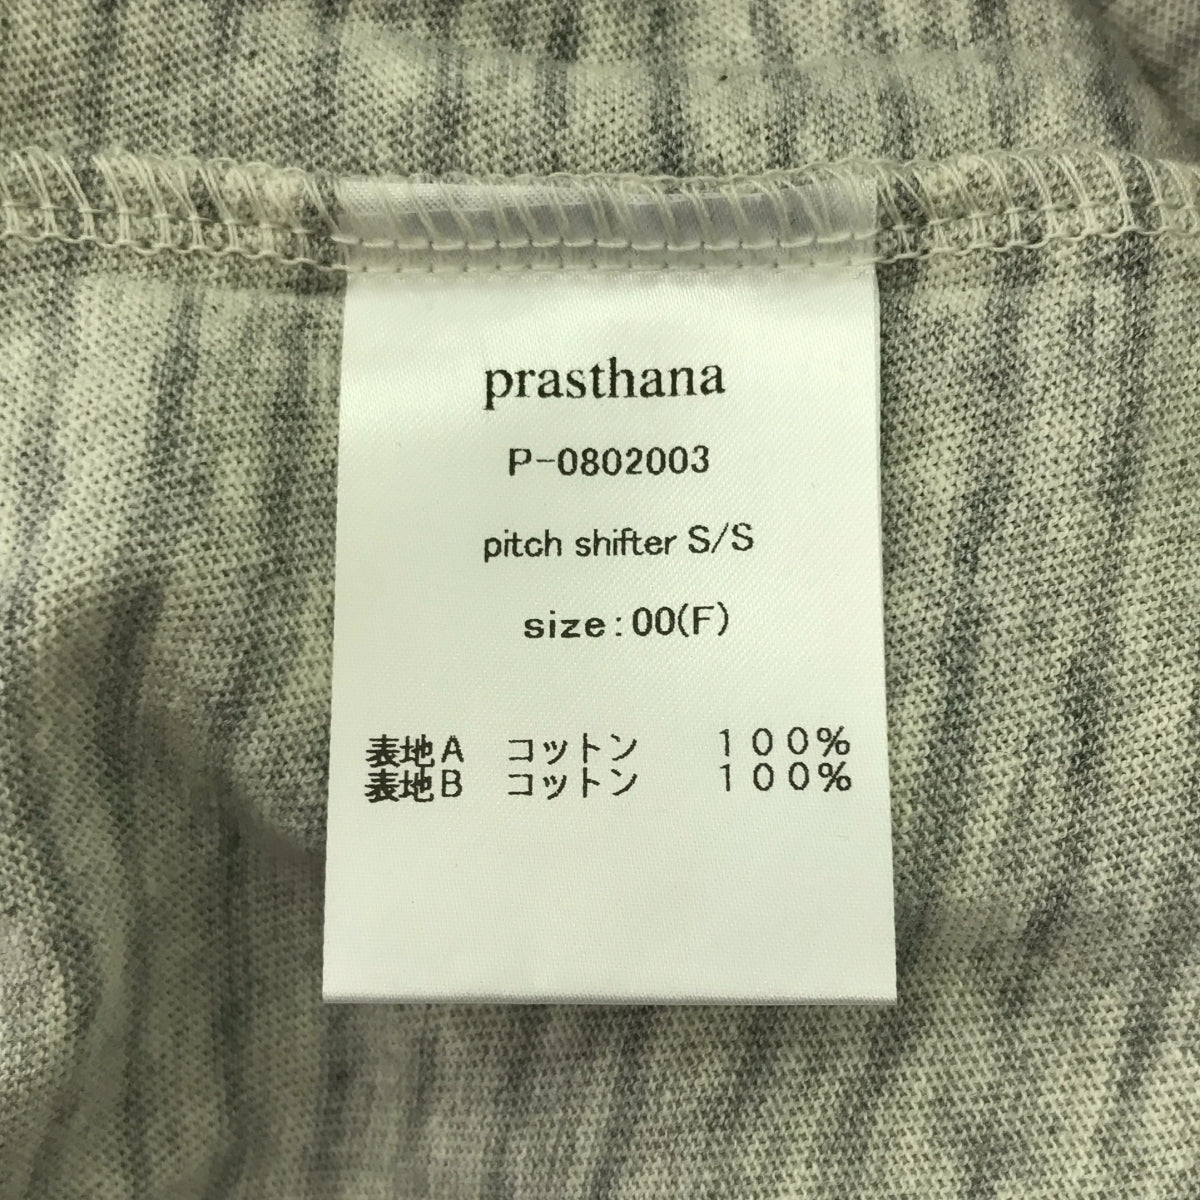 prasthana
P-0802003
pitch shifter S/S
size:00(F)
表地A コットン 100%
表地B コットン 100%